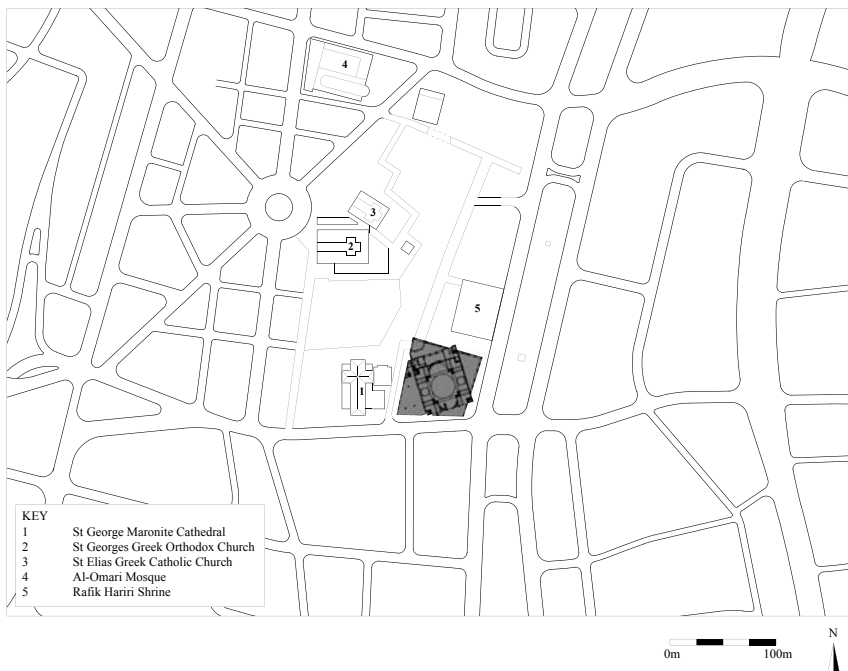 4
3
2
5
1
KEY
1 St George Maronite Cathedral
2 St Georges Greek Orthodox Church
3 St Elias Greek Catholic Church
4 Al-Omari Mosque
5 Rafik Hariri Shrine
N
0m 100m